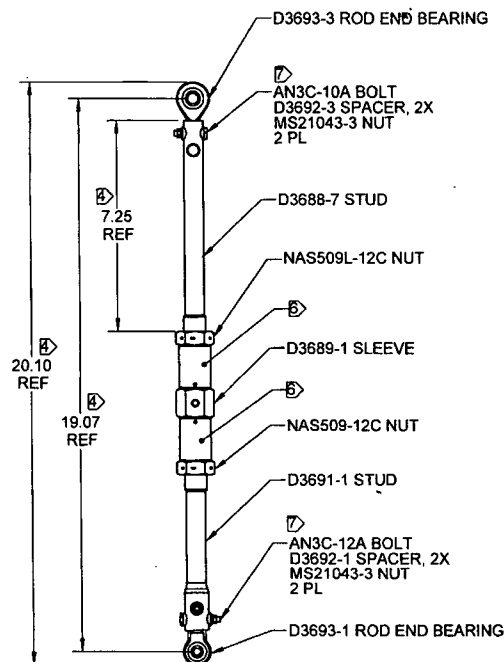 D3693-3 ROD END BEARING
7
AN3C-10A BOLT
D3692-3 SPACER, 2X
MS21043-3 NUT
2 PL
4
7.25
REF
D3688-7 STUD
NAS509L-12C NUT
6
4
20.10
REF
D3689-1 SLEEVE
4
19.07
REF
6
NAS509-12C NUT
D3691-1 STUD
7
AN3C-12A BOLT
D3692-1 SPACER, 2X
MS21043-3 NUT
2 PL
D3693-1 ROD END BEARING